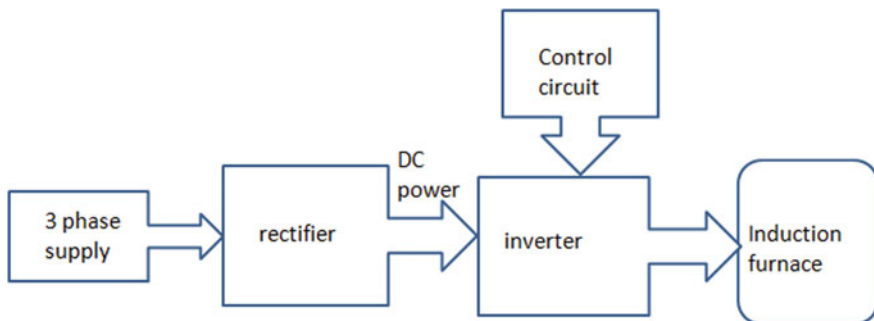 Control
circuit
DC
power
3 phase
supply
rectifier
inverter
Induction
furnace